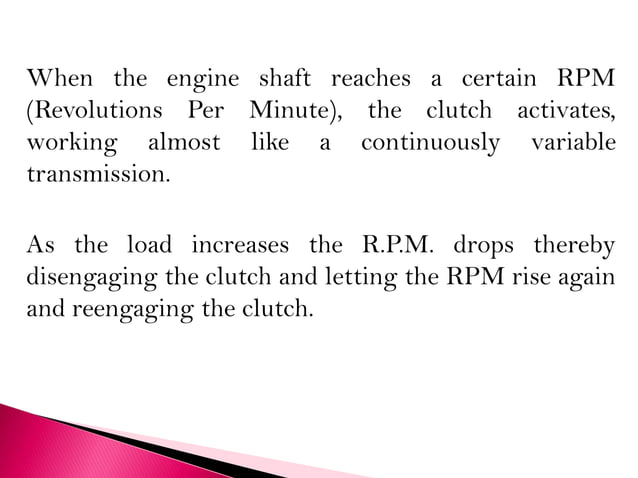 When the engine shaft reaches a certain RPM
(Revolutions Per Minute), the clutch activates,
working almost like a continuously variable
transmission.
As the load increases the R.P.M. drops thereby
disengaging the clutch and letting the RPM rise again
and reengaging the clutch.